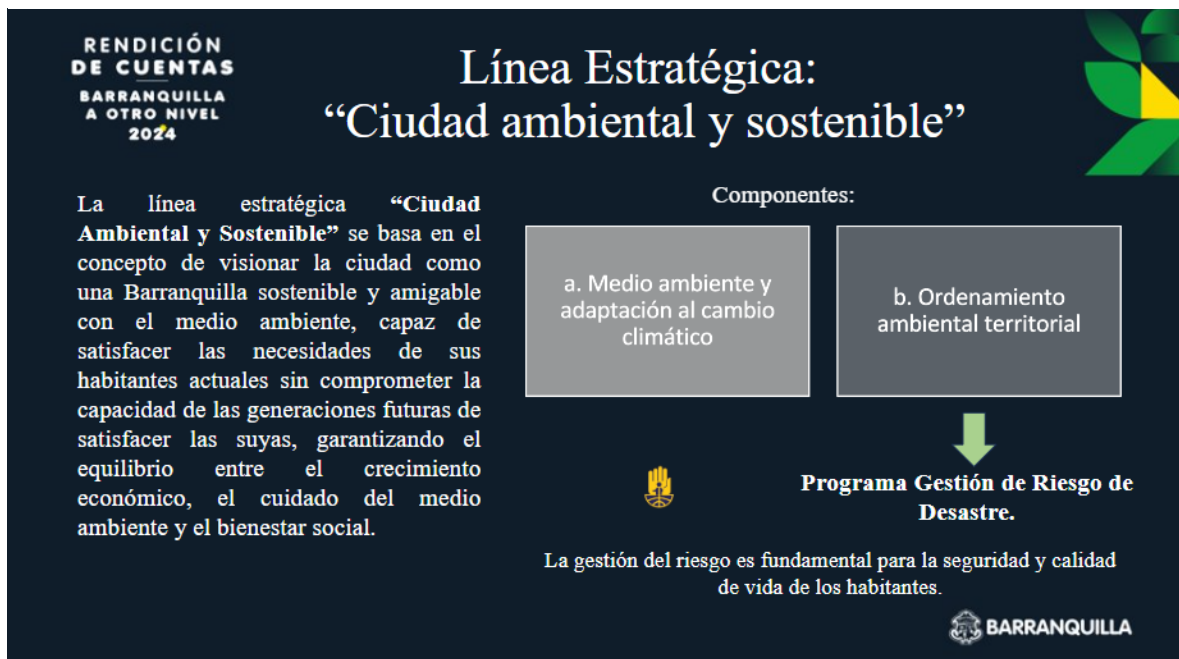 RENDICIÓN
DE CUENTAS
BARRANQUILLA
A OTRO NIVEL
2024
Línea Estratégica:
“Ciudad ambiental y sostenible”
La línea estratégica “Ciudad
Ambiental y Sostenible” se basa en el
concepto de visionar la ciudad como
una Barranquilla sostenible y amigable
con el medio ambiente, capaz de
satisfacer las necesidades de sus
habitantes actuales sin comprometer la
capacidad de las generaciones futuras de
satisfacer las suyas, garantizando el
equilibrio entre el crecimiento
económico, el cuidado del medio
ambiente y el bienestar social.
Componentes:
a. Medio ambiente y
adaptación al cambio
climático
b. Ordenamiento
ambiental territorial
Programa Gestión de Riesgo de
Desastre.
La gestión del riesgo es fundamental para la seguridad y calidad
de vida de los habitantes.
BARRANQUILLA